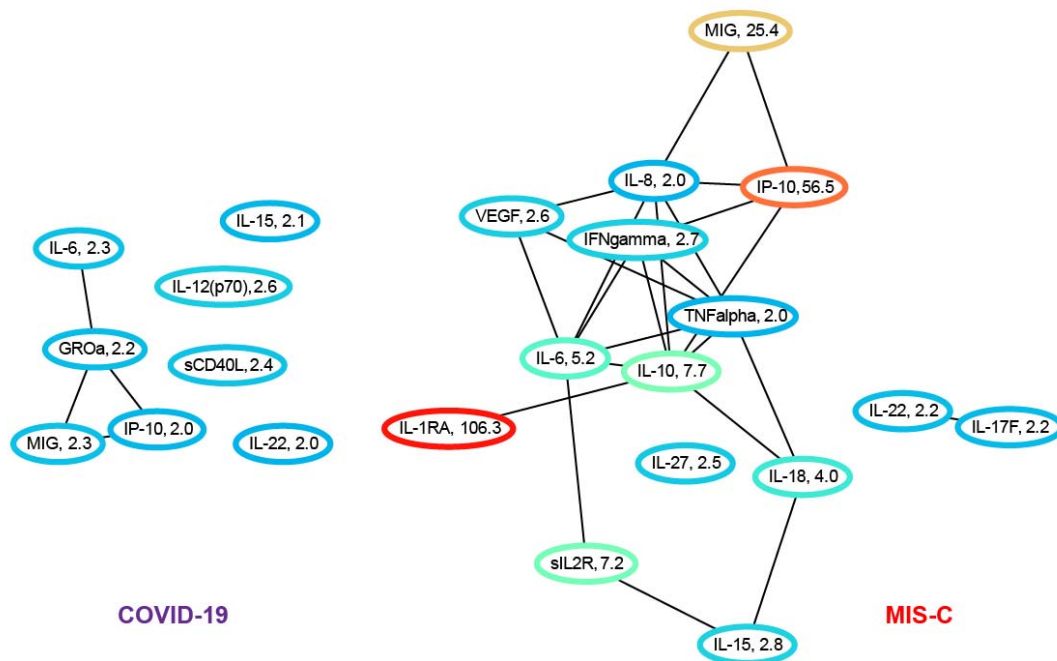 MIG, 25.4
IL-8, 2.0
IP-10,56.5
VEGF, 2.6
IFNgamma, 2.7
TNFalpha, 2.0
IL-6, 5.2
IL-10, 7.7
IL-1RA, 106.3
IL-27, 2.5
IL-18, 4.0
sIL2R, 7.2
IL-15, 2.8
IL-22, 2.2
IL-17F, 2.2
MIS-C
IL-15, 2.1
IL-6, 2.3
IL-12(p70), 2.6
GROa, 2.2
sCD40L, 2.4
MIG, 2.3
IP-10, 2.0
IL-22, 2.0
COVID-19